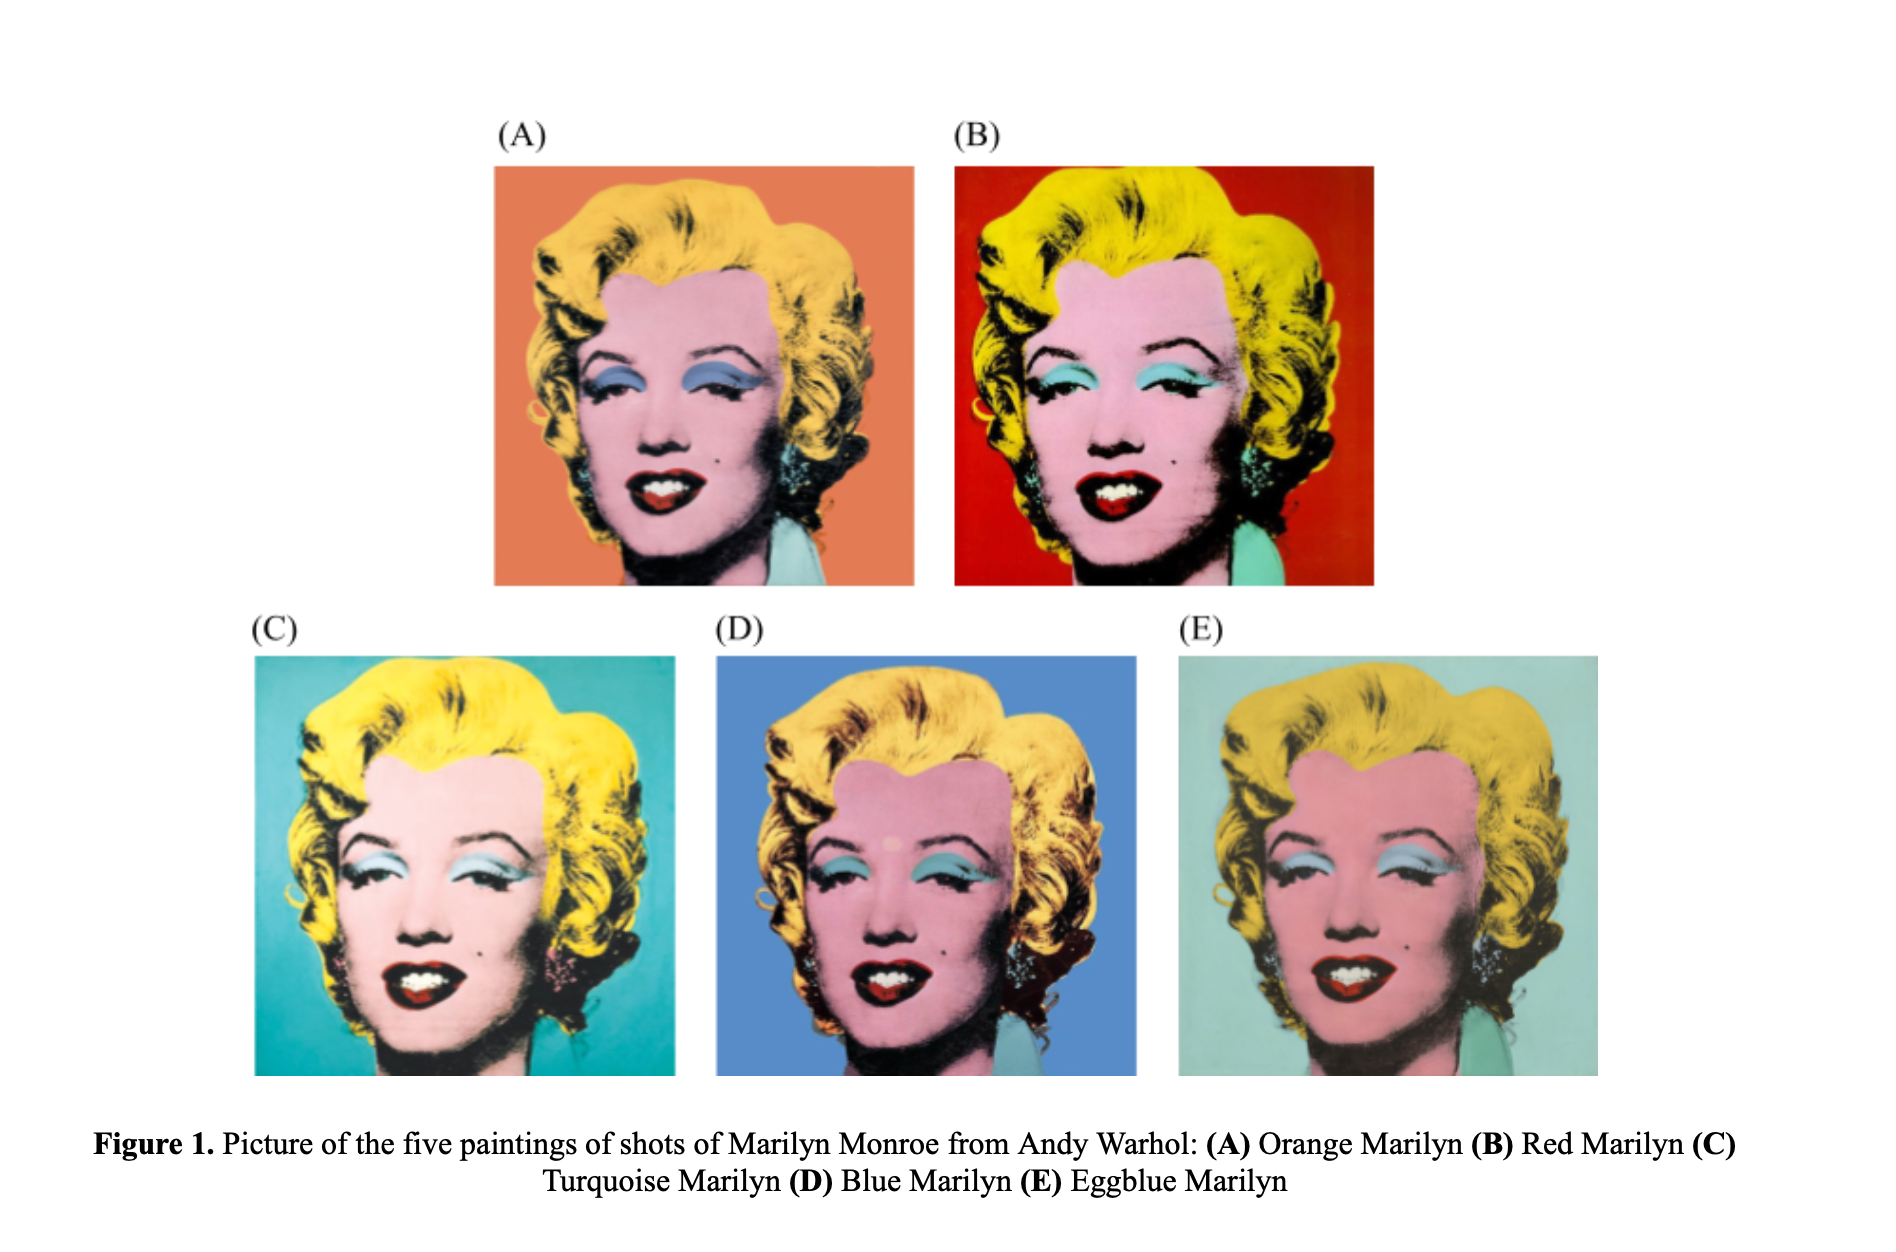 (A)
(B)
(C)
(D)
(E)
Figure 1. Picture of the five paintings of shots of Marilyn Monroe from Andy Warhol: (A) Orange Marilyn (B) Red Marilyn (C)
Turquoise Marilyn (D) Blue Marilyn (E) Eggblue Marilyn